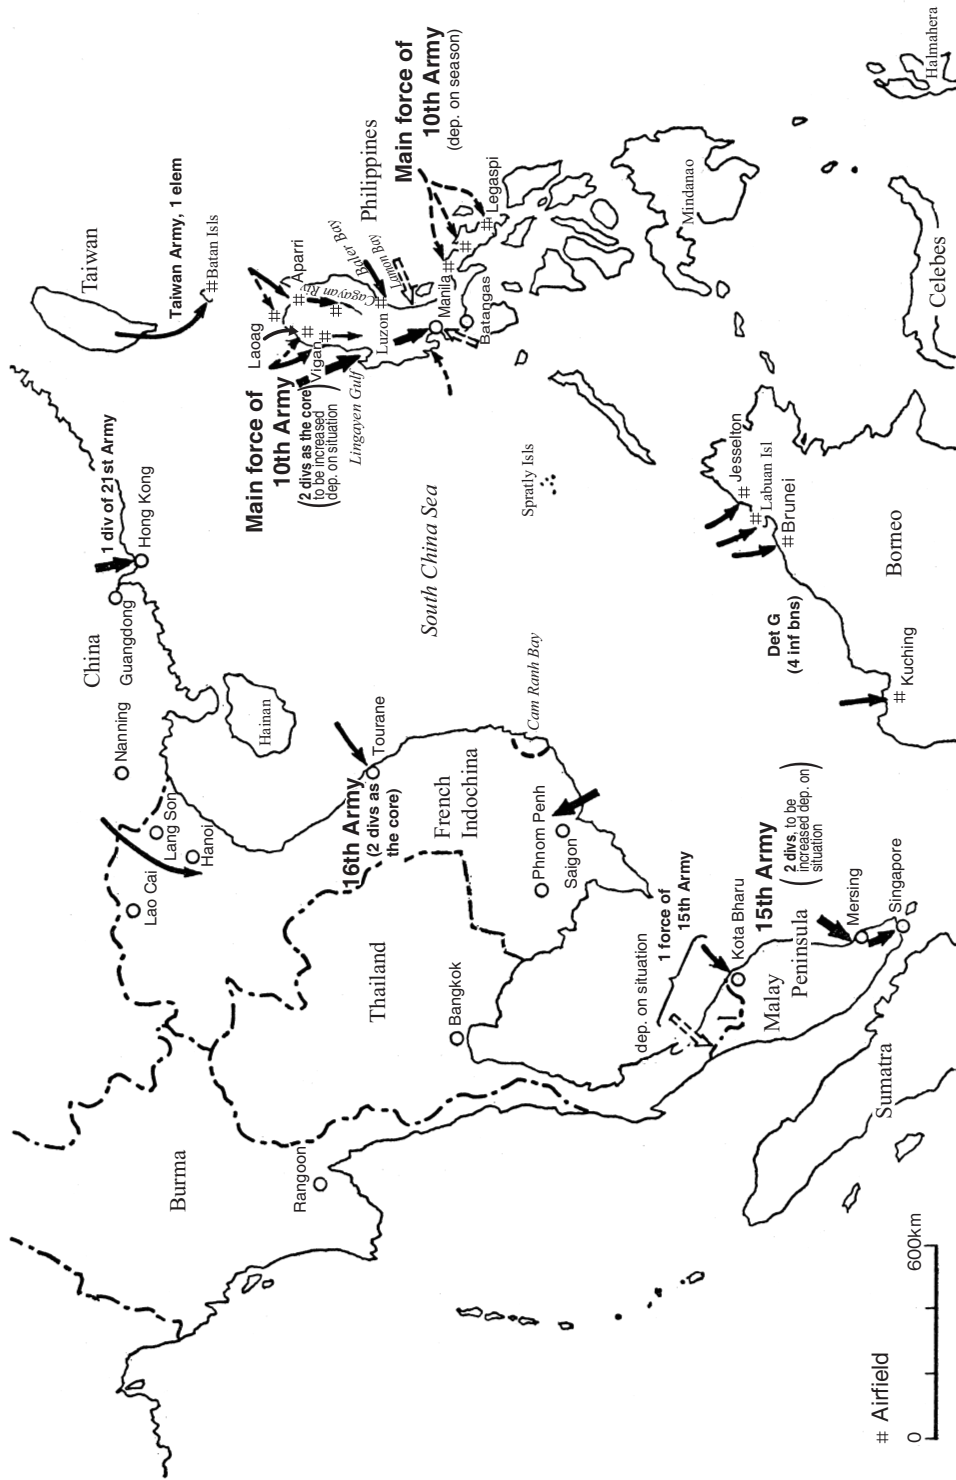 Taiwan
Taiwan Army, 1 elem
#Batan Isls
China
1 div of 21st Army
Hong Kong
Guangdong
Nanning
Lang Son
Hanoi
Lao Cai
Hainan
Burma
Rangoon
Thailand
Bangkok
16th Army
(2 divs as
the core)
Tourane
French
Indochina
Cam Ranh Bay
Phnom Penh
Saigon
South China Sea
Spratly Isls
Main force of
10th Army
(2 divs as the core
to be increased
dep. on situation)
Lingayen Gulf
Laoag
Vigan
Aparri
Cagayan Riv
Baler Bay
Lamon Bay
Luzon
Manila
Batangas
Philippines
Main force of
10th Army
(dep. on season)
Legaspi
Mindanao
Halmahera
Celebes
Borneo
Jesselton
Labuan Isl
Brunei
Det G
(4 inf bns)
Kuching
dep. on situation
1 force of
15th Army
Kota Bharu
15th Army
(2 divs, to be
increased dep. on
situation)
Malay
Peninsula
Mersing
Singapore
Sumatra
# Airfield
0 600km